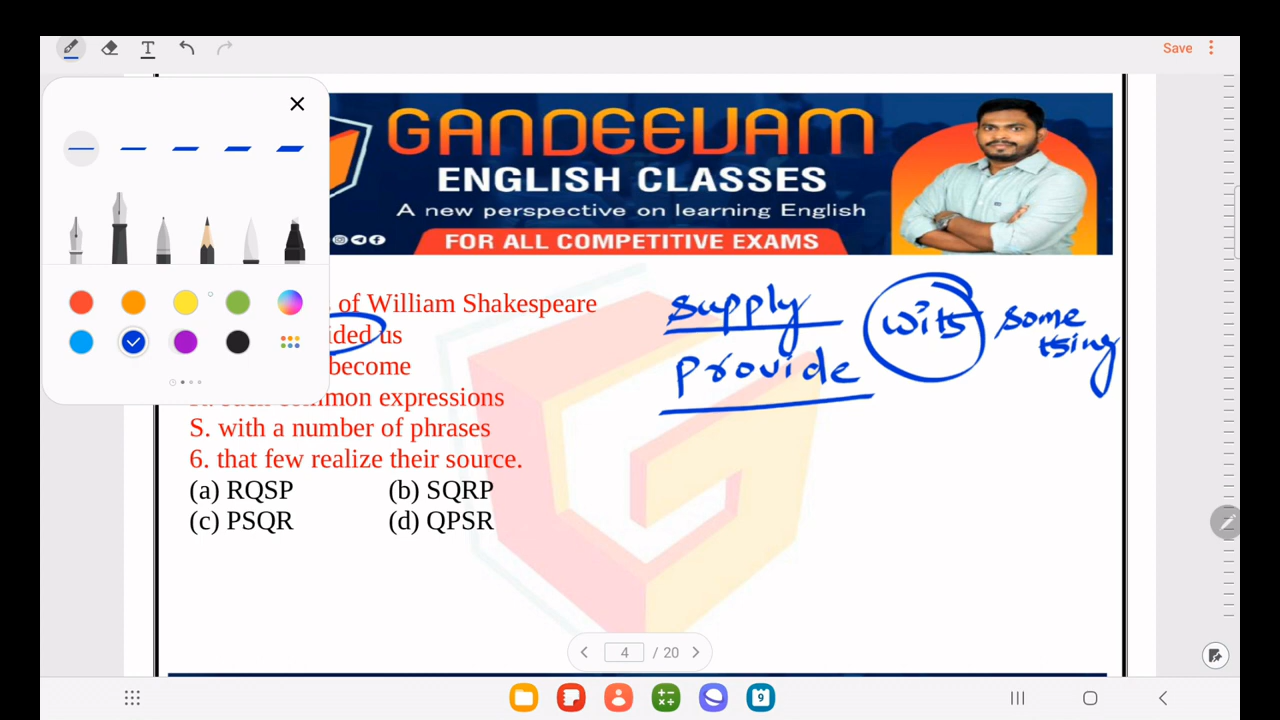 Save
GANDEEVAM
ENGLISH CLASSES
A new perspective on learning English
FOR ALL COMPETITIVE EXAMS
of William Shakespeare
ided us
become
common expressions
S. with a number of phrases
6. that few realize their source.
(a) RQSP (b) SQRP
(c) PSQR (d) QPSR
supply
provide
with some
thing
4 / 20
9